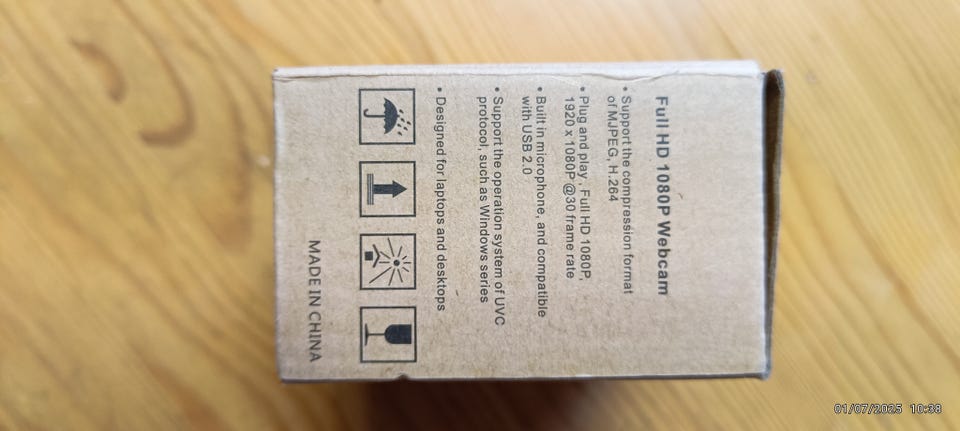 Full HD 1080P Webcam
• Support the compression format
of MJPEG, H.264
• Plug and play , Full HD 1080P,
1920 x 1080P @30 frame rate
• Built in microphone, and compatible
with USB 2.0
• Support the operation system of UVC
protocol, such as Windows series
• Designed for laptops and desktops
MADE IN CHINA
01/07/2025 10:38